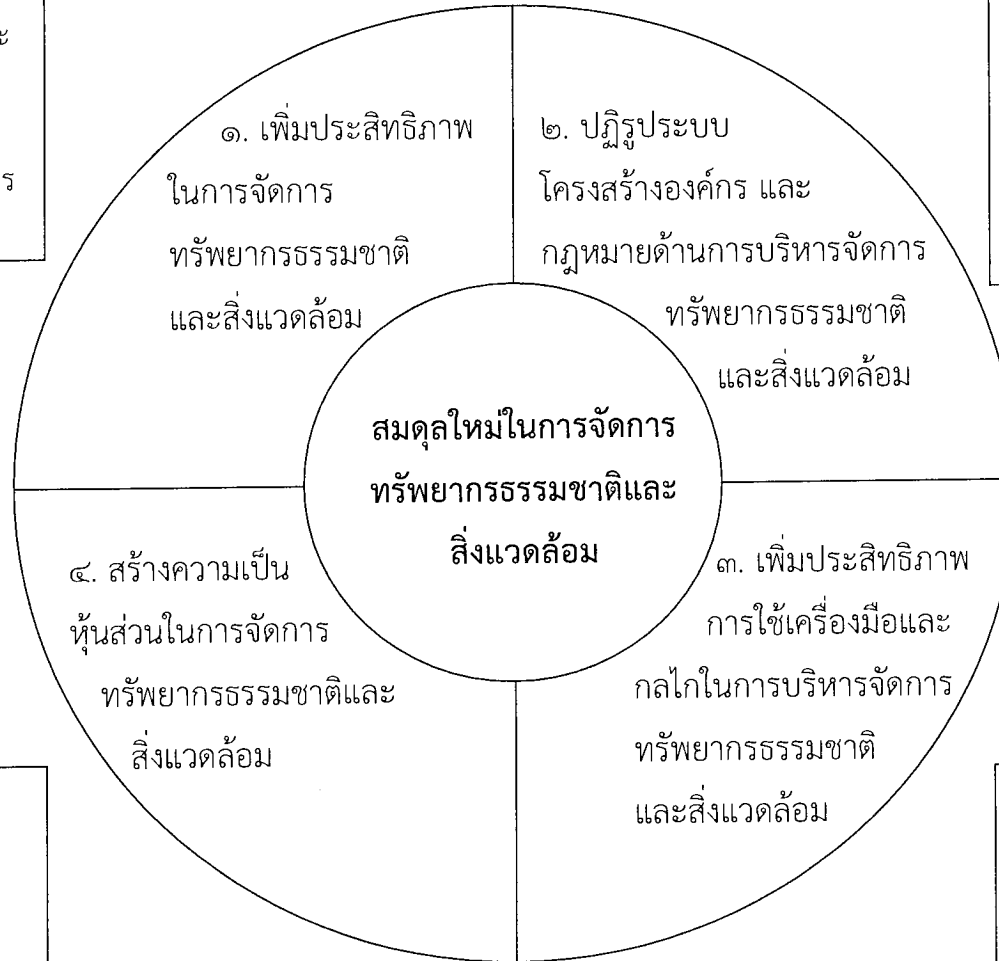 ะ
ร
๑. เพิ่มประสิทธิภาพ
ในการจัดการ
ทรัพยากรธรรมชาติ
และสิ่งแวดล้อม
๒. ปฏิรูประบบ
โครงสร้างองค์กร และ
กฎหมายด้านการบริหารจัดการ
ทรัพยากรธรรมชาติ
และสิ่งแวดล้อม
สมดุลใหม่ในการจัดการ
ทรัพยากรธรรมชาติและ
สิ่งแวดล้อม
๓. เพิ่มประสิทธิภาพ
การใช้เครื่องมือและ
กลไกในการบริหารจัดการ
ทรัพยากรธรรมชาติ
และสิ่งแวดล้อม
๔. สร้างความเป็น
หุ้นส่วนในการจัดการ
ทรัพยากรธรรมชาติและ
สิ่งแวดล้อม